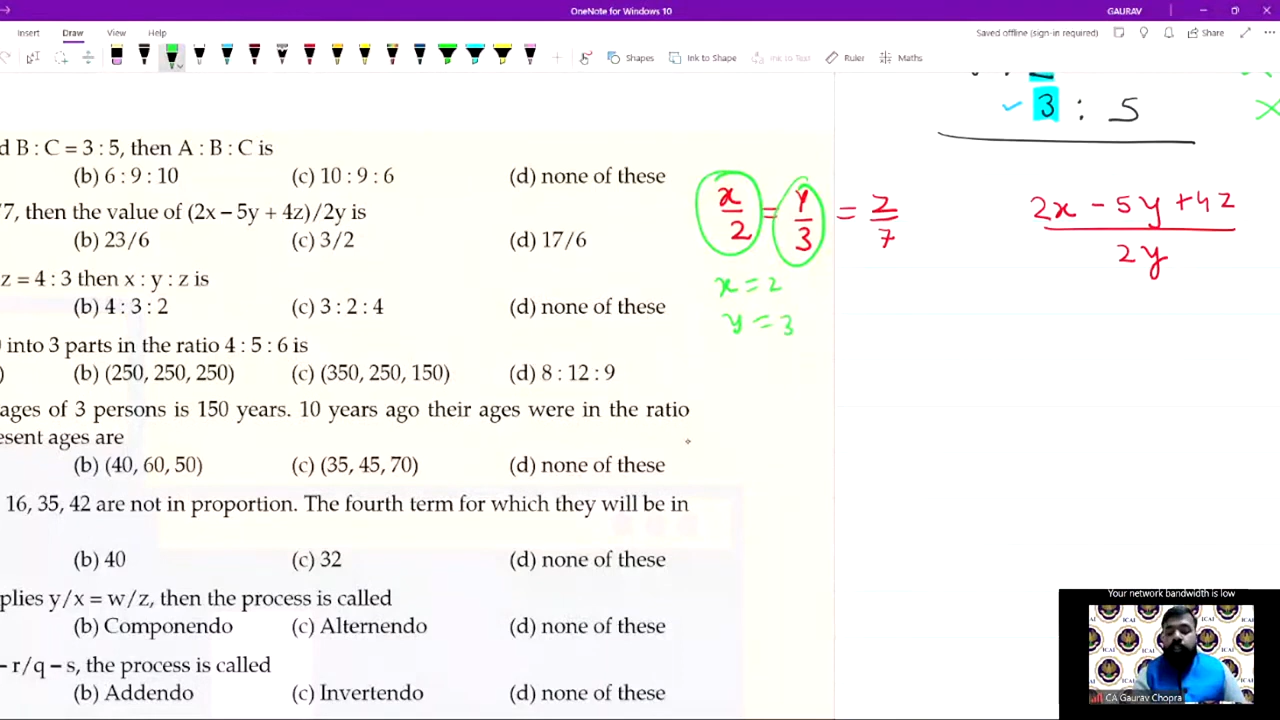 OneNote for Windows 10
GAURAV
Insert Draw View Help
Saved offline (sign in required) Share
Shapes Ink to Shape Ink to Text Ruler Maths
3 : 5
d B : C = 3 : 5, then A : B : C is
(b) 6 : 9 : 10 (c) 10 : 9 : 6 (d) none of these
/7, then the value of (2x – 5y + 4z)/2y is
(b) 23/6 (c) 3/2 (d) 17/6
z = 4 : 3 then x : y : z is
(b) 4 : 3 : 2 (c) 3 : 2 : 4 (d) none of these
into 3 parts in the ratio 4 : 5 : 6 is
) (b) (250, 250, 250) (c) (350, 250, 150) (d) 8 : 12 : 9
ages of 3 persons is 150 years. 10 years ago their ages were in the ratio
esent ages are
(b) (40, 60, 50) (c) (35, 45, 70) (d) none of these
16, 35, 42 are not in proportion. The fourth term for which they will be in
(b) 40 (c) 32 (d) none of these
plies y/x = w/z, then the process is called
(b) Componendo (c) Alternendo (d) none of these
– r/q – s, the process is called
(b) Addendo (c) Invertendo (d) none of these
x/2 = y/3 = z/7
x = 2
y = 3
2x - 5y + 4z
2y
Your network bandwidth is low
ICAI ICAI
CA Gaurav Chopra